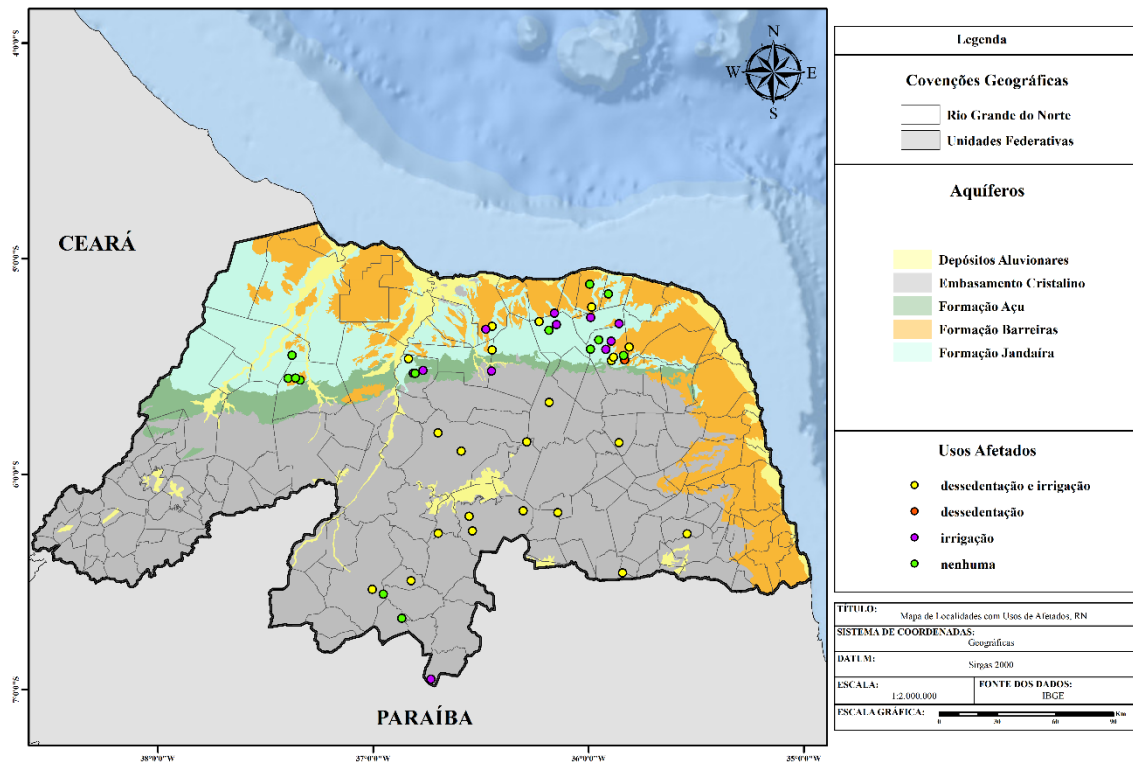 4°0'0"S
5°0'0"S
6°0'0"S
7°0'0"S
38°0'0"W
37°0'0"W
36°0'0"W
35°0'0"W
N
W
E
S
CEARÁ
PARAÍBA
Legenda
Covenções Geográficas
Rio Grande do Norte
Unidades Federativas
Aquíferos
Depósitos Aluvionares
Embasamento Cristalino
Formação Açu
Formação Barreiras
Formação Jandaíra
Usos Afetados
dessedentação e irrigação
dessedentação
irrigação
nenhuma
TÍTULO:
Mapa de Localidades com Usos de Afetados, RN
SISTEMA DE COORDENADAS:
Geográficas
DATUM:
Sirgas 2000
ESCALA:
1:2.000.000
FONTE DOS DADOS:
IBGE
ESCALA GRÁFICA:
Km
0 30 60 90